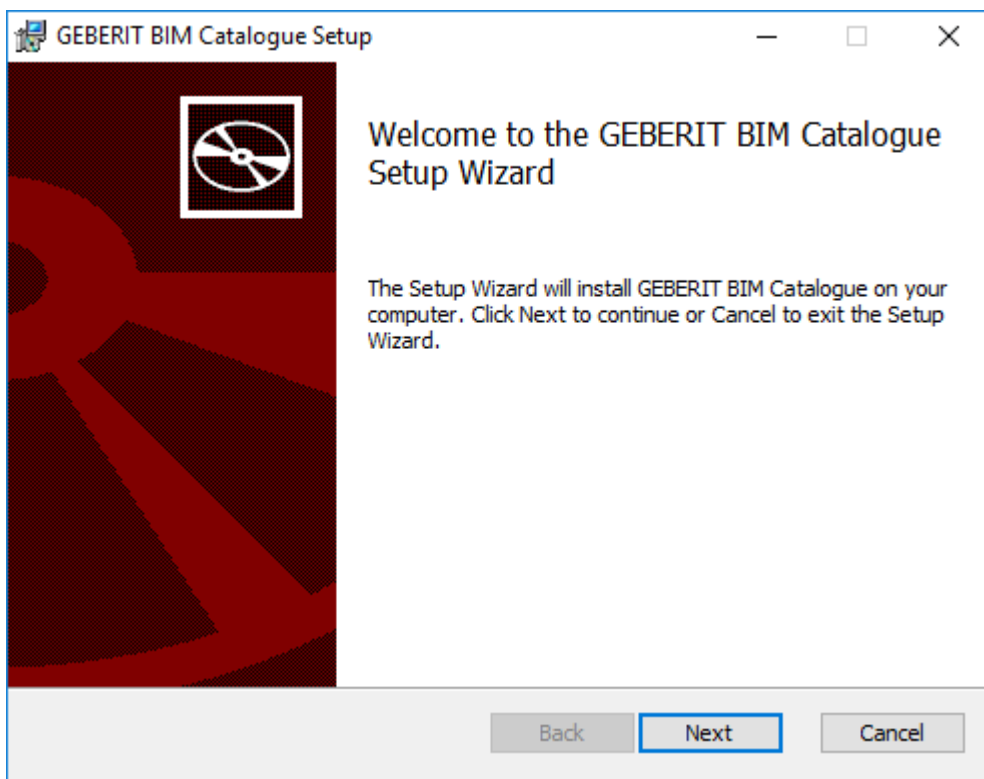 GEBERIT BIM Catalogue Setup
Welcome to the GEBERIT BIM Catalogue
Setup Wizard
The Setup Wizard will install GEBERIT BIM Catalogue on your
computer. Click Next to continue or Cancel to exit the Setup
Wizard.
Back Next Cancel